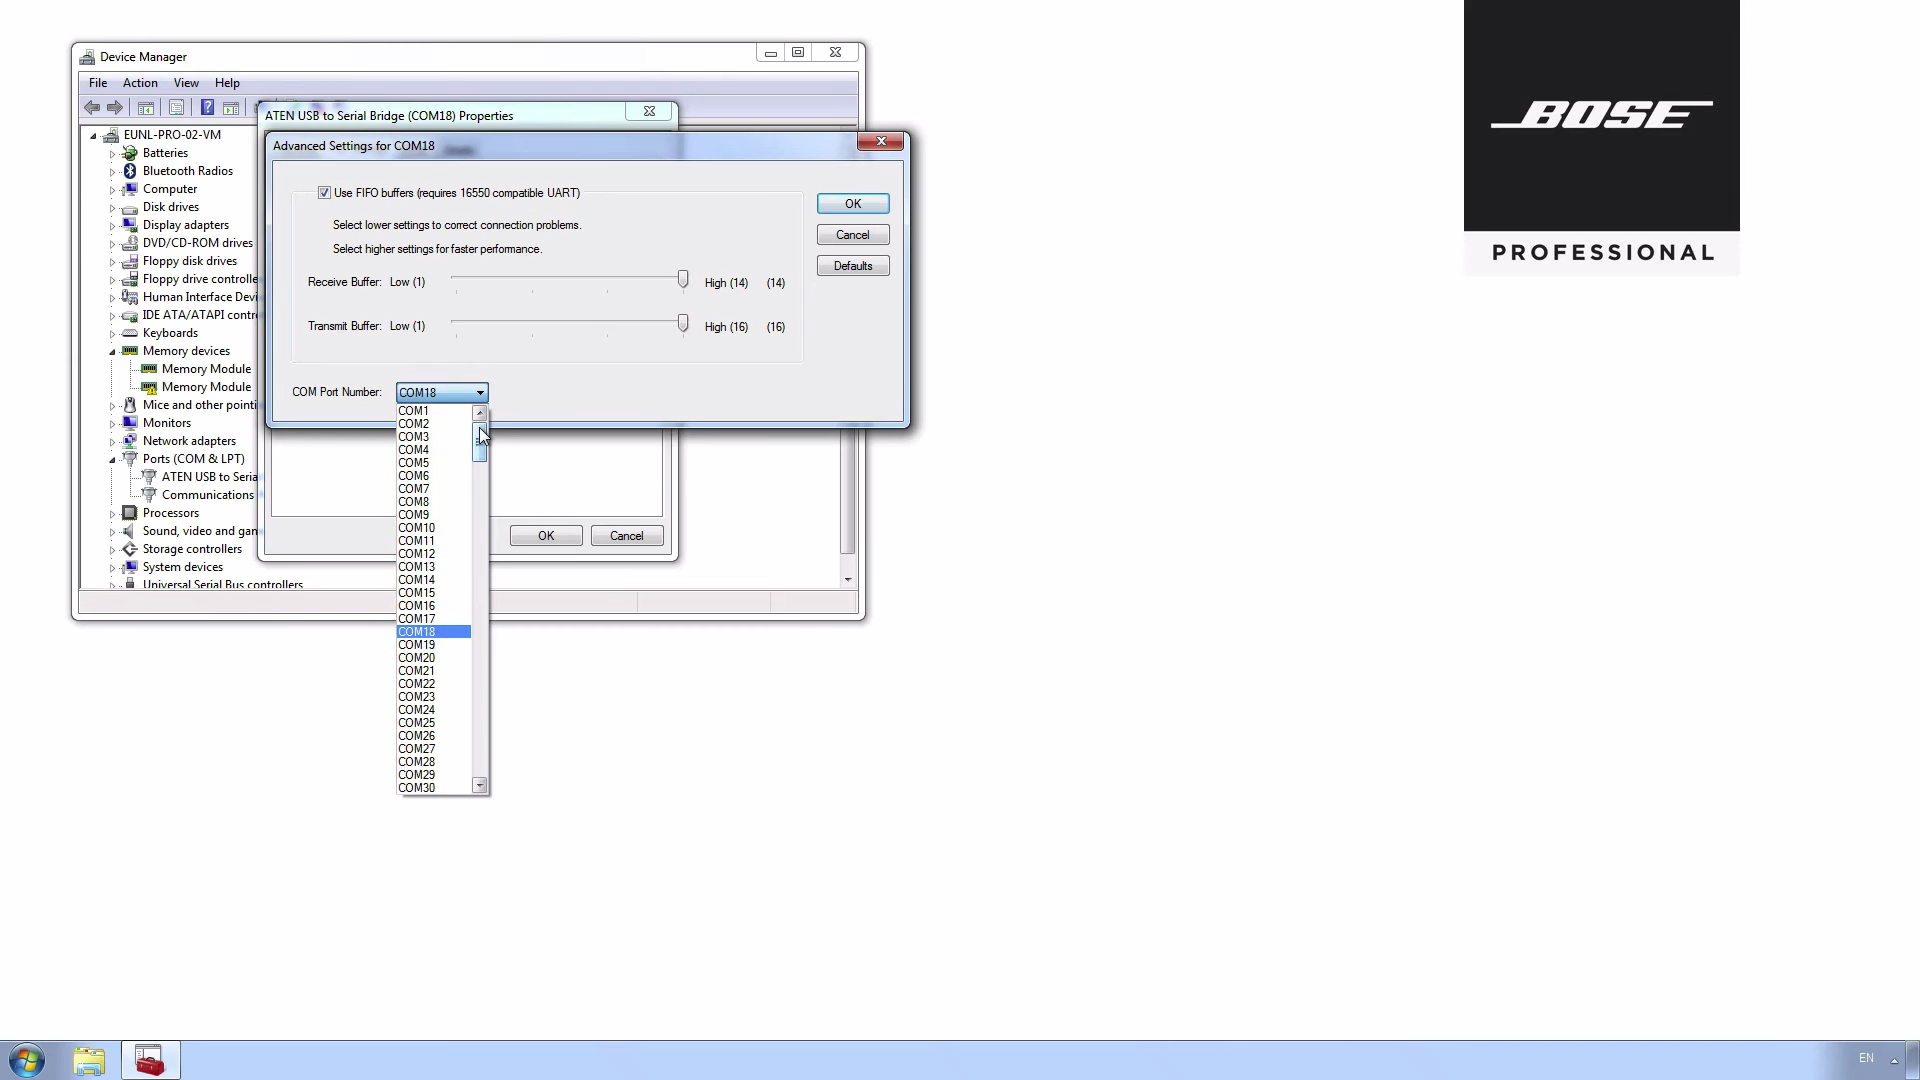 Device Manager
File Action View Help
ATEN USB to Serial Bridge (COM18) Properties
Advanced Settings for COM18
EUNL-PRO-02-VM
Batteries
Bluetooth Radios
Computer
Disk drives
Display adapters
DVD/CD-ROM drives
Floppy disk drives
Floppy drive controlle
Human Interface Devi
IDE ATA/ATAPI contro
Keyboards
Memory devices
Memory Module
Memory Module
Mice and other pointi
Monitors
Network adapters
Ports (COM & LPT)
ATEN USB to Seria
Communications
Processors
Sound, video and gam
Storage controllers
System devices
Universal Serial Bus controllers
Use FIFO buffers (requires 16550 compatible UART)
Select lower settings to correct connection problems.
Select higher settings for faster performance.
Receive Buffer: Low (1) High (14) (14)
Transmit Buffer: Low (1) High (16) (16)
OK
Cancel
Defaults
COM Port Number: COM18
COM1
COM2
COM3
COM4
COM5
COM6
COM7
COM8
COM9
COM10
COM11
COM12
COM13
COM14
COM15
COM16
COM17
COM18
COM19
COM20
COM21
COM22
COM23
COM24
COM25
COM26
COM27
COM28
COM29
COM30
OK Cancel
BOSE
PROFESSIONAL
EN